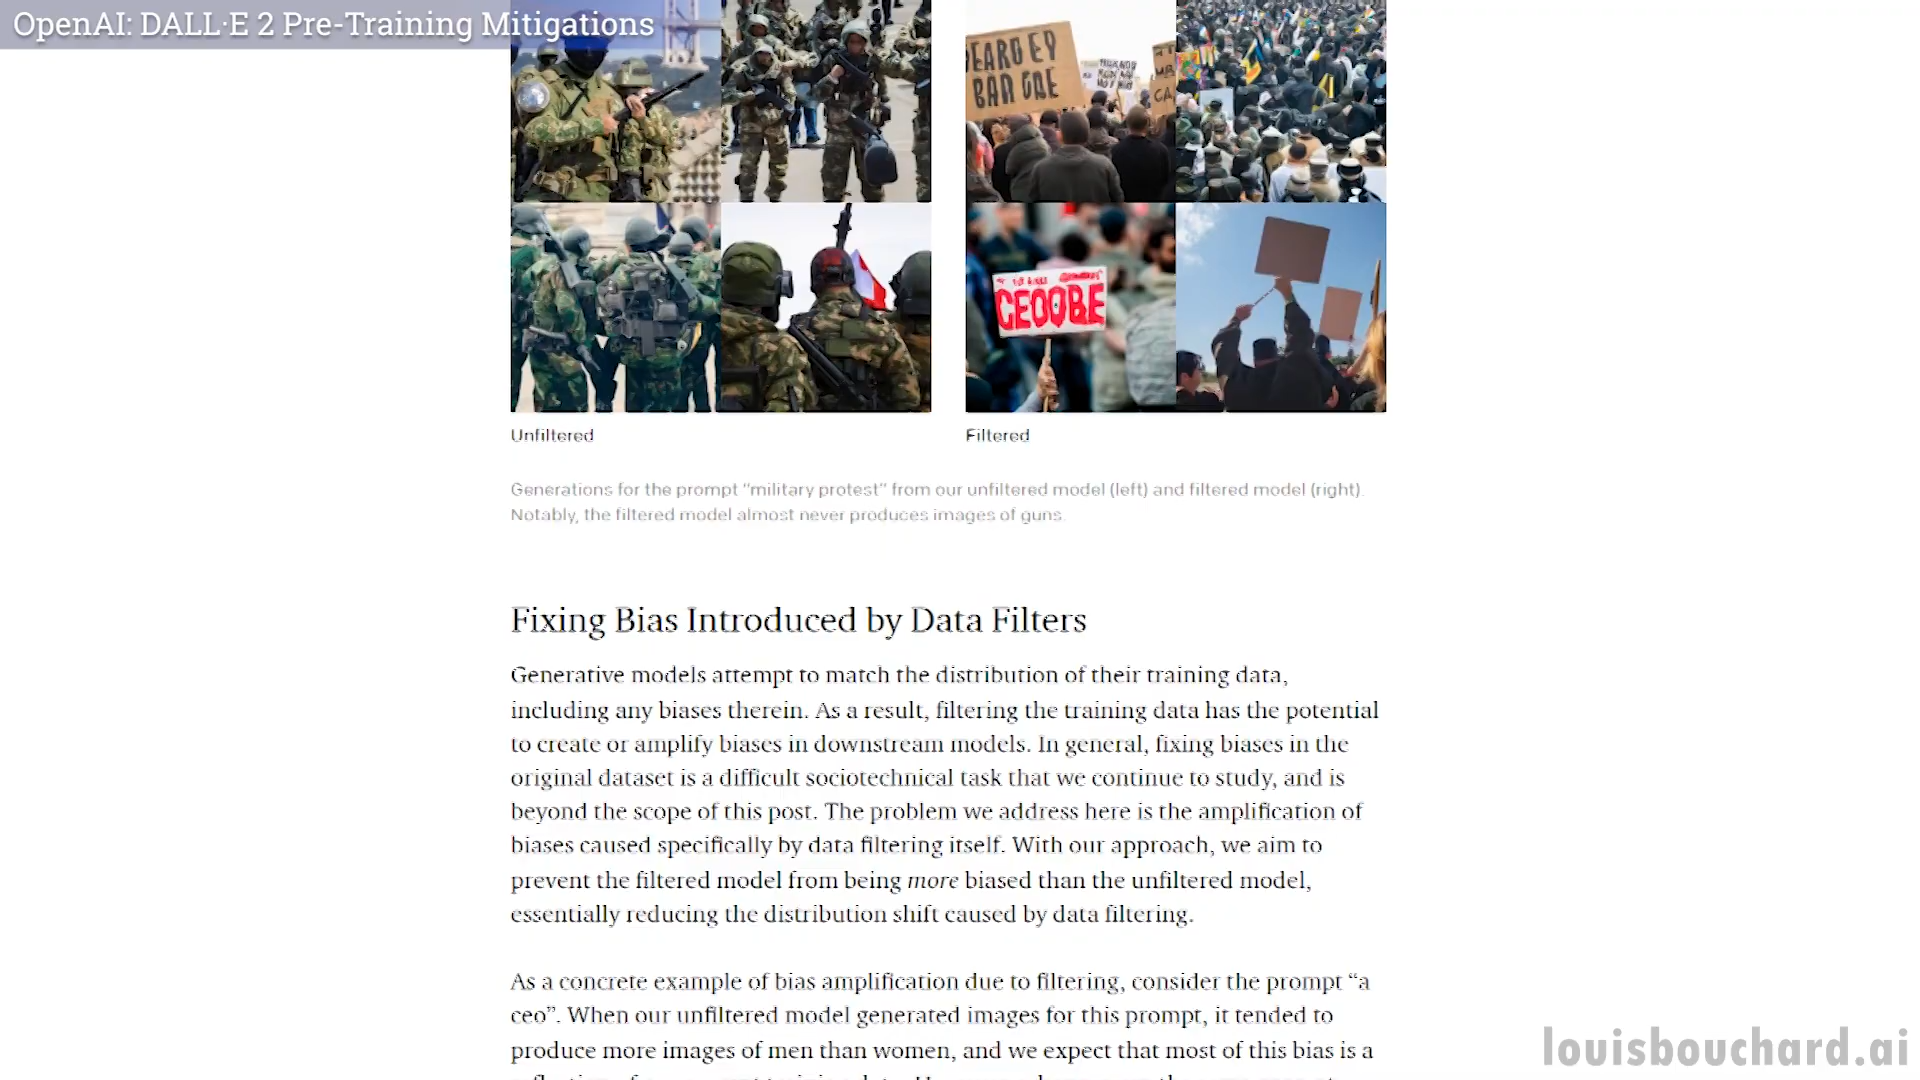 OpenAI: DALL·E 2 Pre-Training Mitigations
BAR GAE
GEOOBE
Unfiltered
Filtered
Generations for the prompt "military protest" from our unfiltered model (left) and filtered model (right).
Notably, the filtered model almost never produces images of guns.
Fixing Bias Introduced by Data Filters
Generative models attempt to match the distribution of their training data,
including any biases therein. As a result, filtering the training data has the potential
to create or amplify biases in downstream models. In general, fixing biases in the
original dataset is a difficult sociotechnical task that we continue to study, and is
beyond the scope of this post. The problem we address here is the amplification of
biases caused specifically by data filtering itself. With our approach, we aim to
prevent the filtered model from being more biased than the unfiltered model,
essentially reducing the distribution shift caused by data filtering.
As a concrete example of bias amplification due to filtering, consider the prompt “a
ceo”. When our unfiltered model generated images for this prompt, it tended to
produce more images of men than women, and we expect that most of this bias is a
louisbouchard.ai